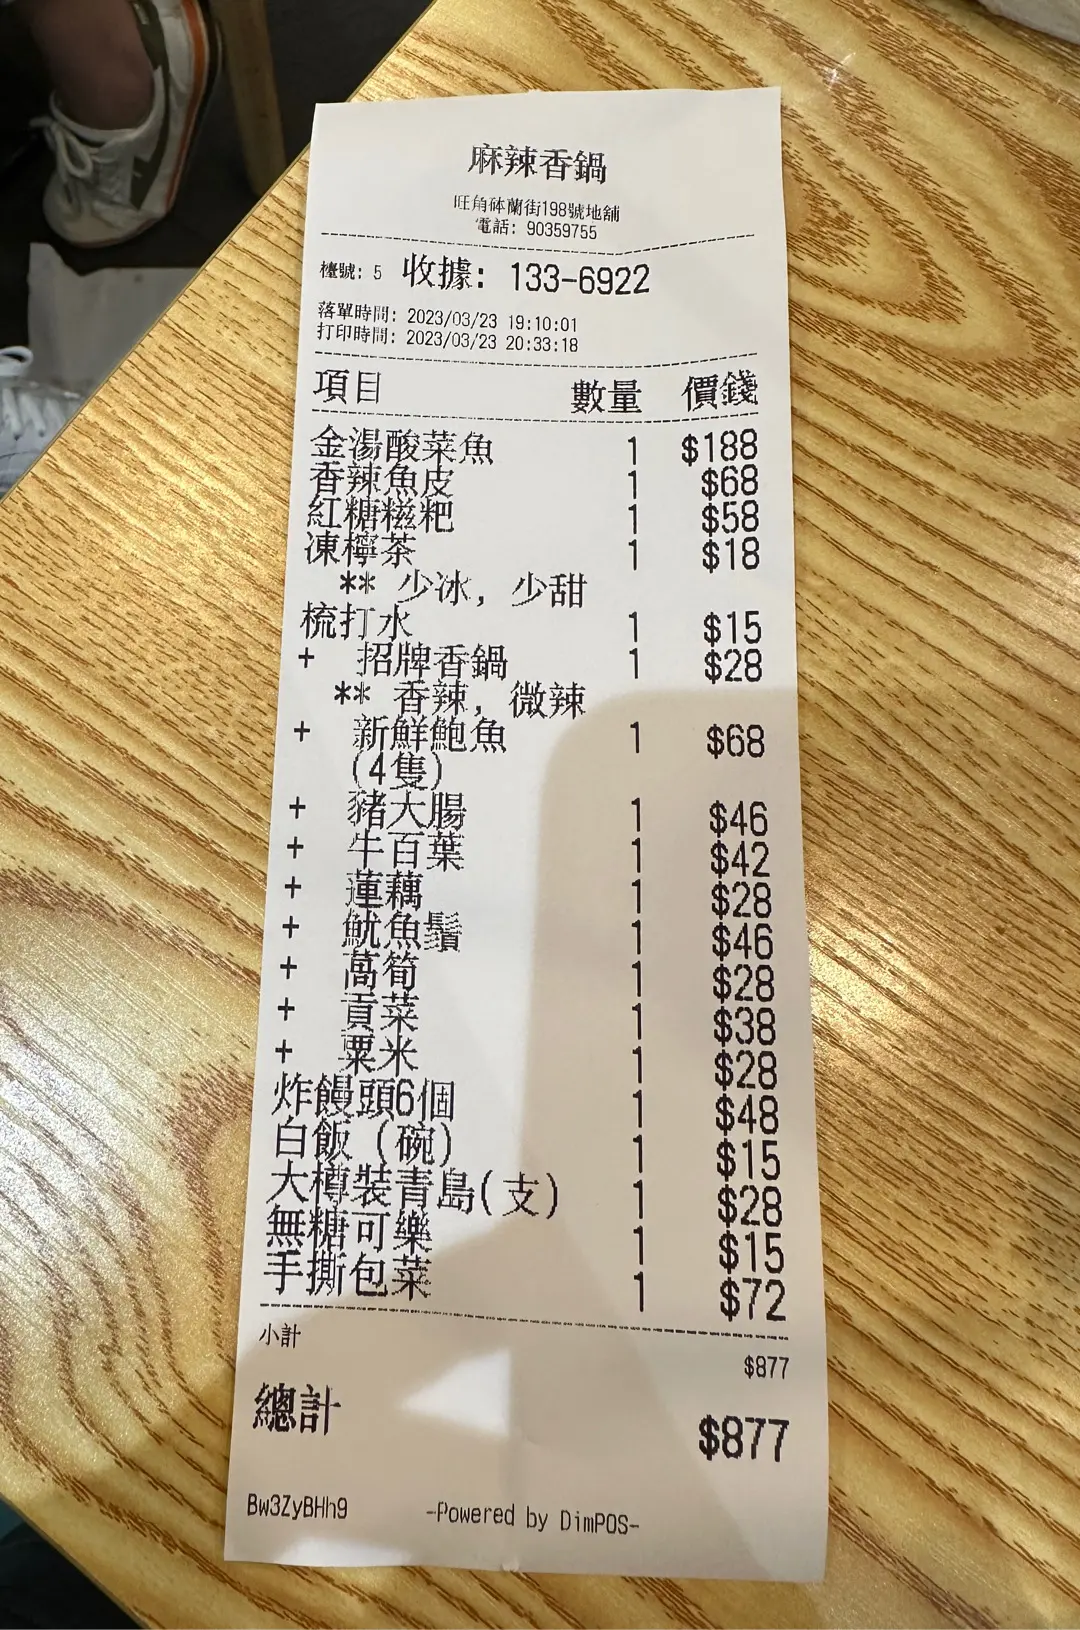 麻辣香鍋
旺角砵蘭街198號地舖
電話: 90359755
檯號: 5 收據: 133-6922
落單時間: 2023/03/23 19:10:01
打印時間: 2023/03/23 20:33:18
項目 數量 價錢
金湯酸菜魚 1 $188
香辣魚皮 1 $68
紅糖糍粑 1 $58
凍檸茶 1 $18
** 少冰, 少甜
梳打水 1 $15
+ 招牌香鍋 1 $28
** 香辣, 微辣
+ 新鮮鮑魚 1 $68
(4隻)
+ 豬大腸 1 $46
+ 牛百葉 1 $42
+ 蓮藕 1 $28
+ 魷魚鬚 1 $46
+ 萵筍 1 $28
+ 貢菜 1 $38
+ 粟米 1 $28
炸饅頭6個 1 $48
白飯 (碗) 1 $15
大樽裝青島(支) 1 $28
無糖可樂 1 $15
手撕包菜 1 $72
小計 $877
總計 $877
Bw3ZyBHh9 -Powered by DimPOS-